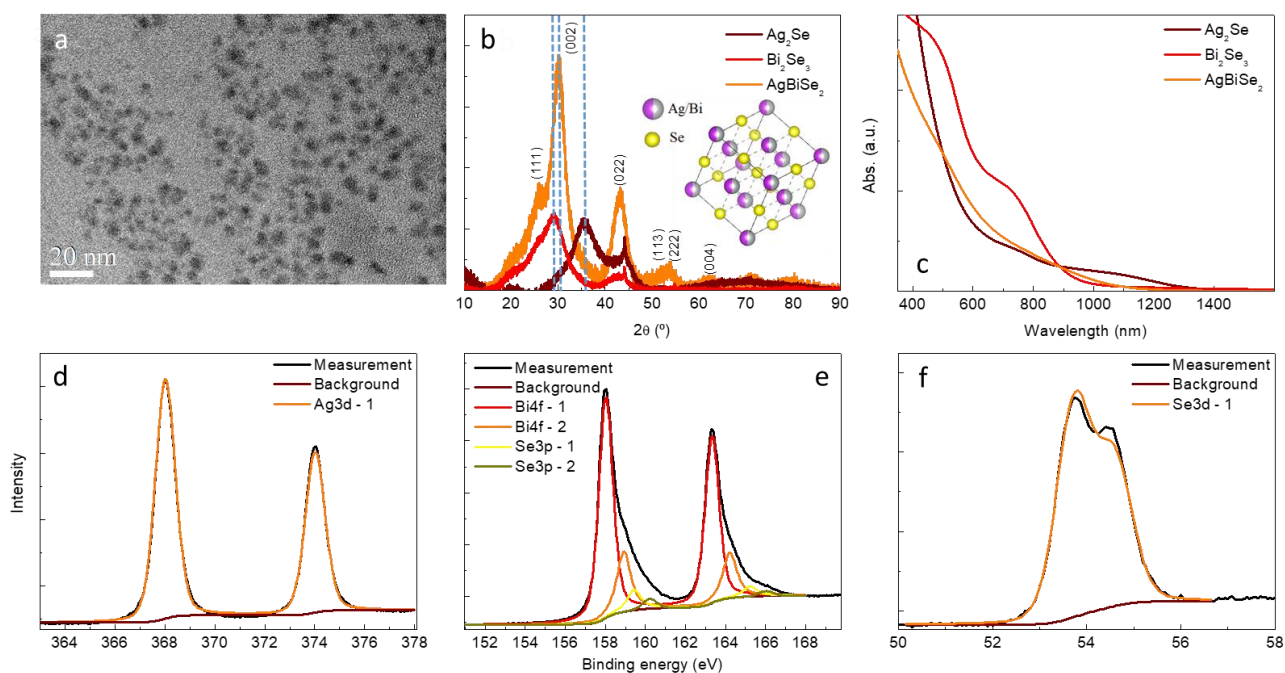 a
20 nm
b
(111)
(002)
(022)
(113)
(222)
(004)
Ag₂Se
Bi₂Se₃
AgBiSe₂
Ag/Bi
Se
10 20 30 40 50 60 70 80 90
2θ (º)
c
Abs. (a.u.)
Ag₂Se
Bi₂Se₃
AgBiSe₂
400 600 800 1000 1200 1400
Wavelength (nm)
d
Intensity
Measurement
Background
Ag3d - 1
364 366 368 370 372 374 376 378
e
Measurement
Background
Bi4f - 1
Bi4f - 2
Se3p - 1
Se3p - 2
152 154 156 158 160 162 164 166 168
Binding energy (eV)
f
Measurement
Background
Se3d - 1
50 52 54 56 58